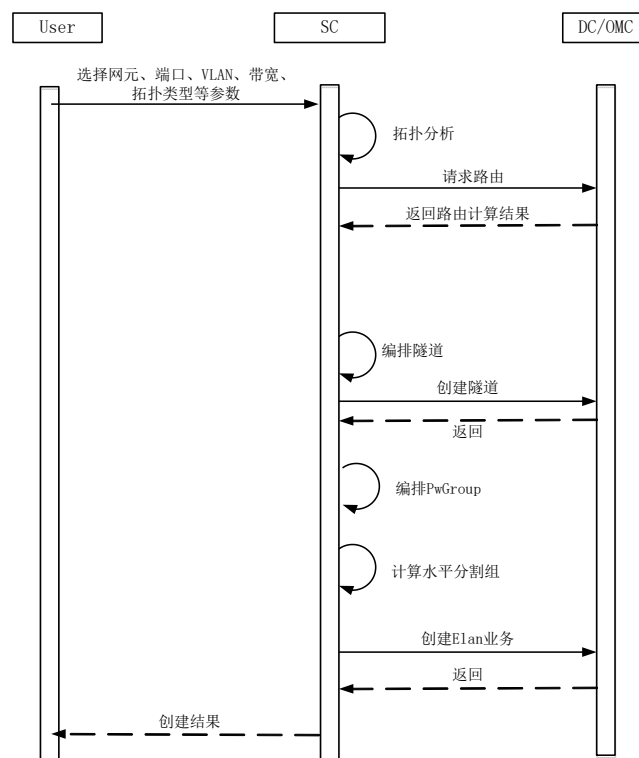 User
SC
DC/OMC
选择网元、端口、VLAN、带宽、
拓扑类型等参数
拓扑分析
请求路由
返回路由计算结果
编排隧道
创建隧道
返回
编排PwGroup
计算水平分割组
创建Elan业务
返回
创建结果